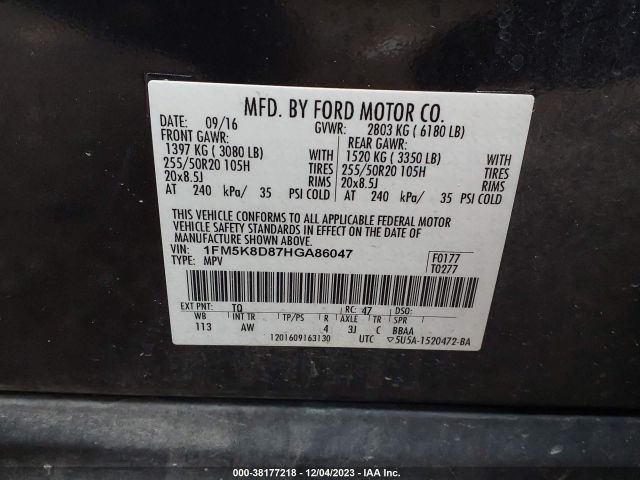 MFD. BY FORD MOTOR CO.
DATE: 09/16 GVWR: 2803 KG ( 6180 LB)
FRONT GAWR: REAR GAWR:
1397 KG ( 3080 LB) WITH 1520 KG ( 3350 LB) WITH
255/50R20 105H TIRES 255/50R20 105H TIRES
20x8.5J RIMS 20x8.5J RIMS
AT 240 kPa/ 35 PSI COLD AT 240 kPa/ 35 PSI COLD
THIS VEHICLE CONFORMS TO ALL APPLICABLE FEDERAL MOTOR
VEHICLE SAFETY AND BUMPER STANDARDS IN EFFECT ON THE DATE OF
MANUFACTURE SHOWN ABOVE.
VIN: 1FM5K8D87HGA86047 F0177
TYPE: MPV T0277
EXT PNT: TQ RC: 47 DSO:
WB INT TR TP/PS R AXLE TR SPR
113 AW 4 3J C BBAA
1201609163130 UTC ▽5U5A-1520472-BA
000-38177218 - 12/04/2023 - IAA Inc.